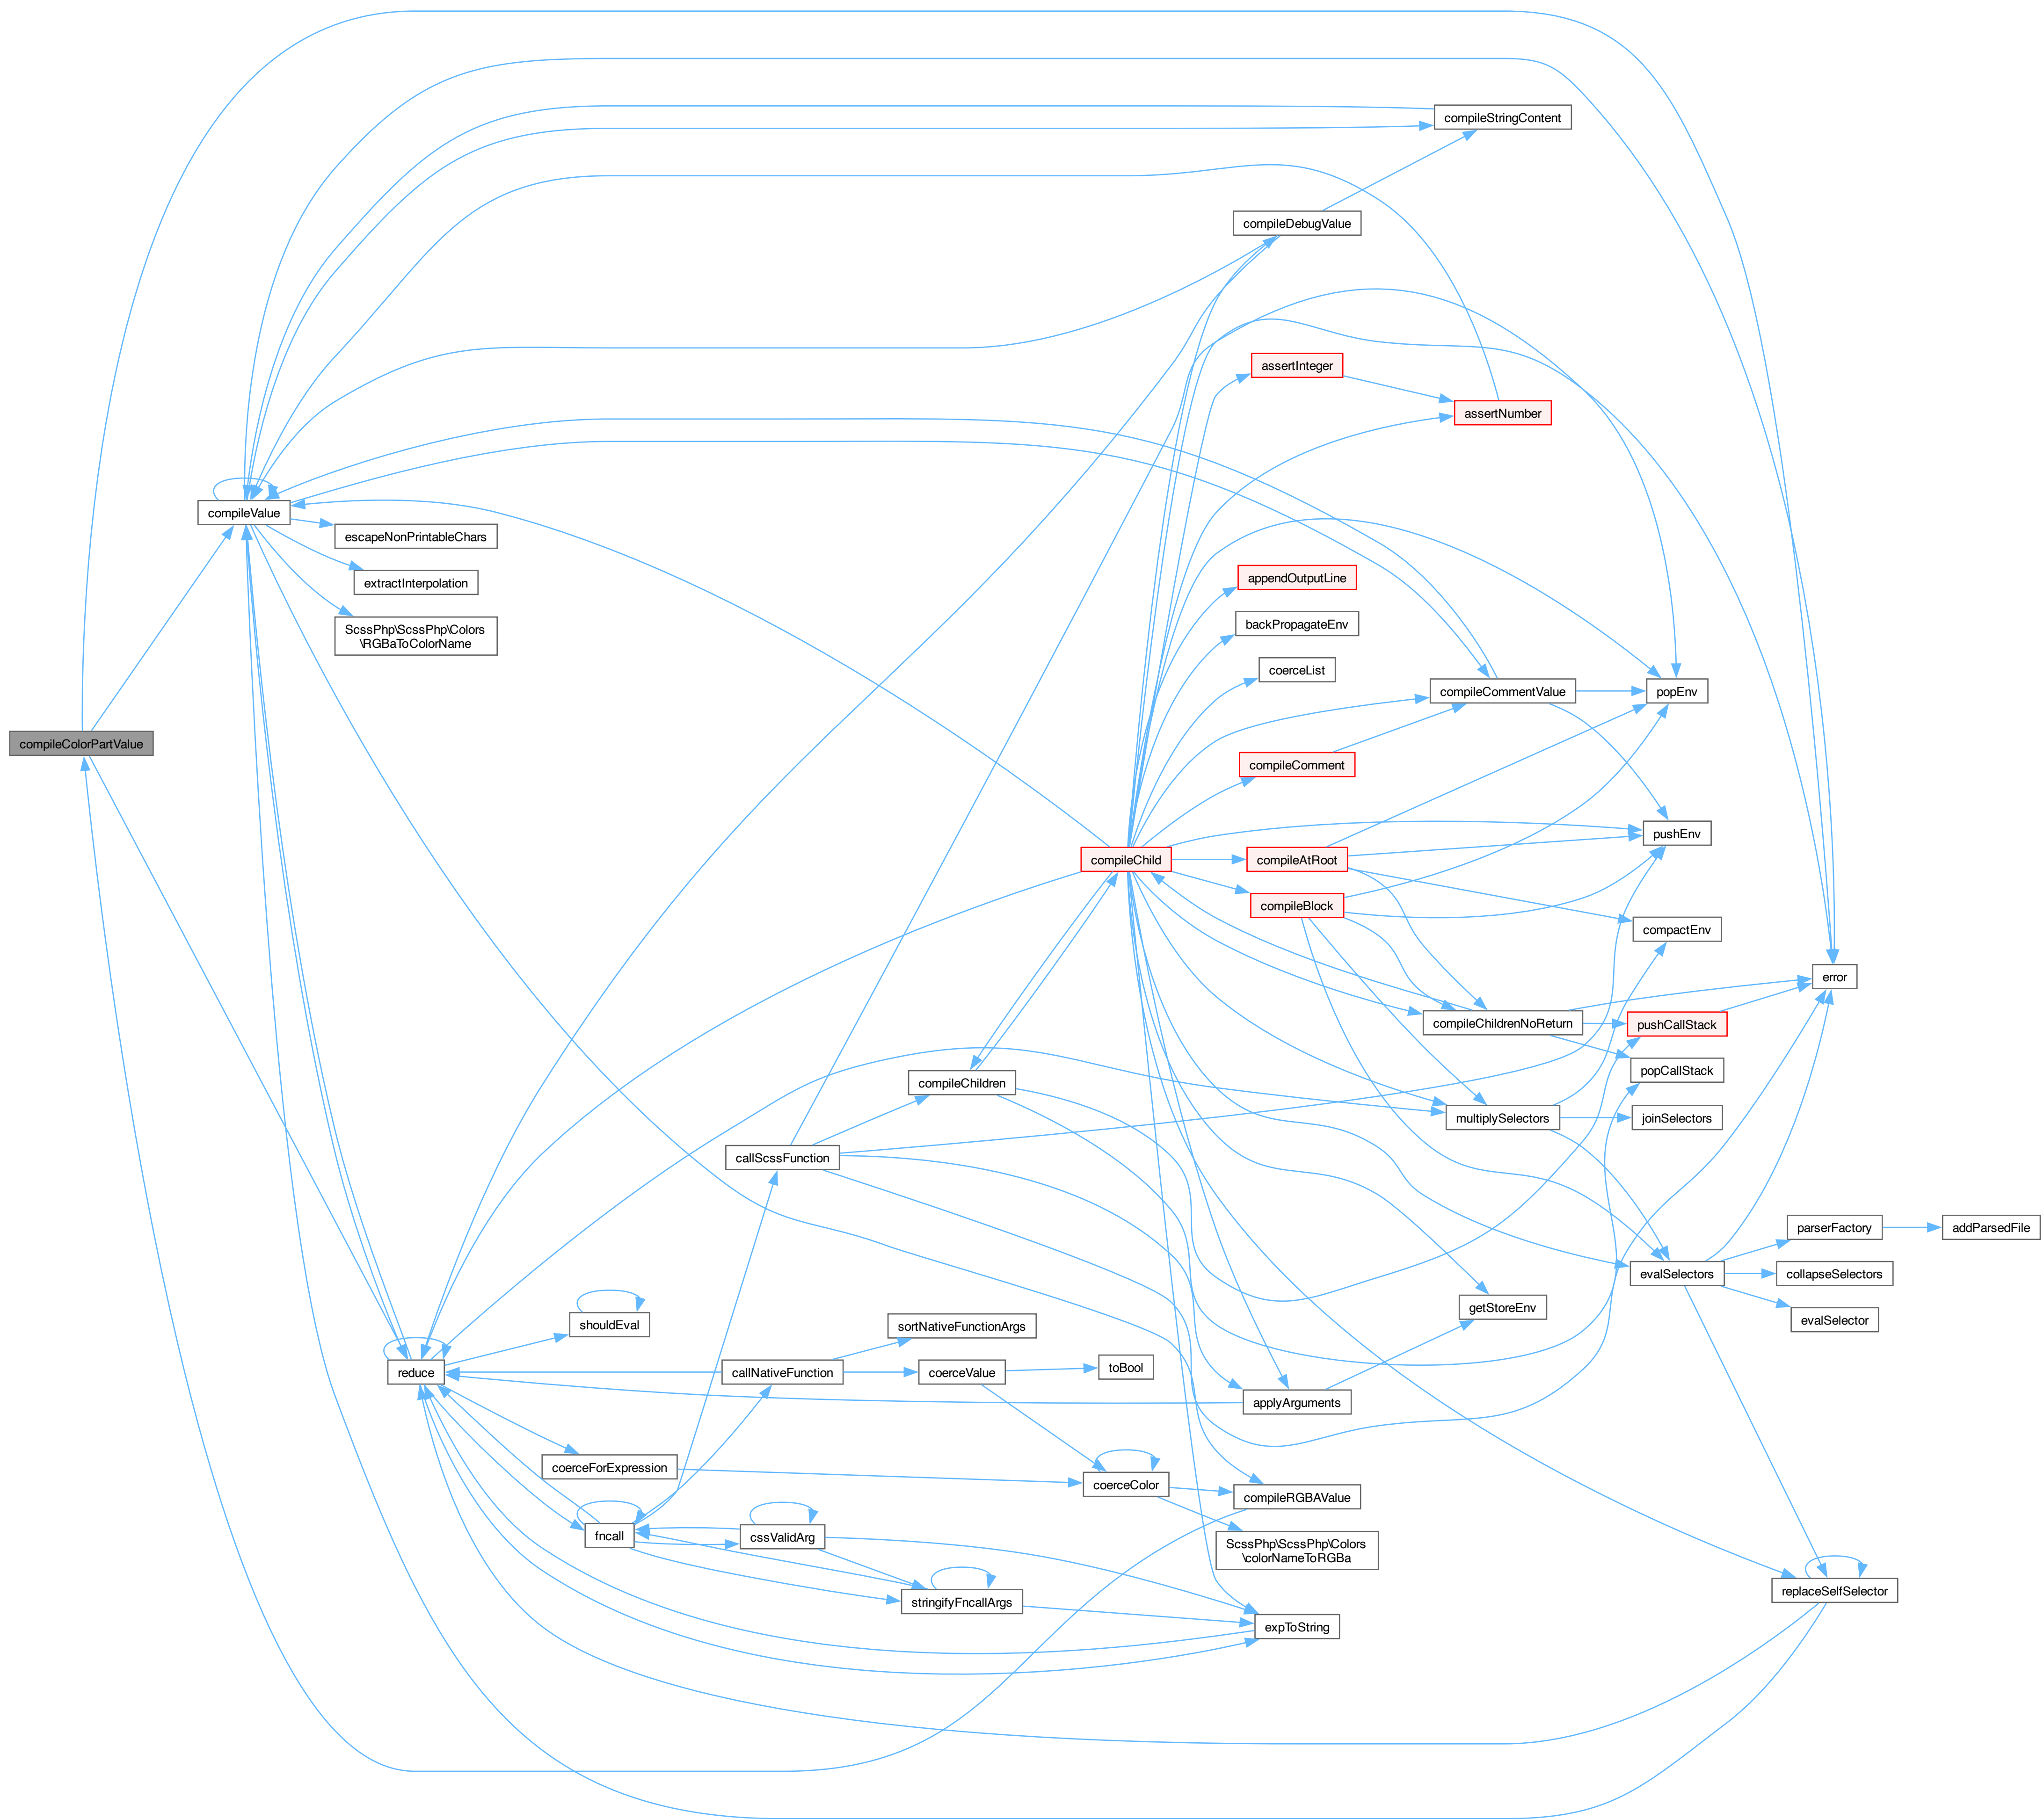 compileStringContent
compileDebugValue
assertInteger
assertNumber
compileValue
escapeNonPrintableChars
extractInterpolation
ScssPhp\ScssPhp\Colors
\RGBaToColorName
appendOutputLine
backPropagateEnv
coerceList
compileCommentValue
popEnv
compileColorPartValue
compileComment
pushEnv
compileChild
compileAtRoot
compileBlock
compactEnv
error
compileChildrenNoReturn
pushCallStack
popCallStack
compileChildren
multiplySelectors
joinSelectors
callScssFunction
parserFactory
addParsedFile
evalSelectors
collapseSelectors
evalSelector
getStoreEnv
shouldEval
sortNativeFunctionArgs
reduce
callNativeFunction
coerceValue
toBool
applyArguments
coerceForExpression
coerceColor
compileRGBAValue
fncall
cssValidArg
ScssPhp\ScssPhp\Colors
\colorNameToRGBa
stringifyFncallArgs
replaceSelfSelector
expToString